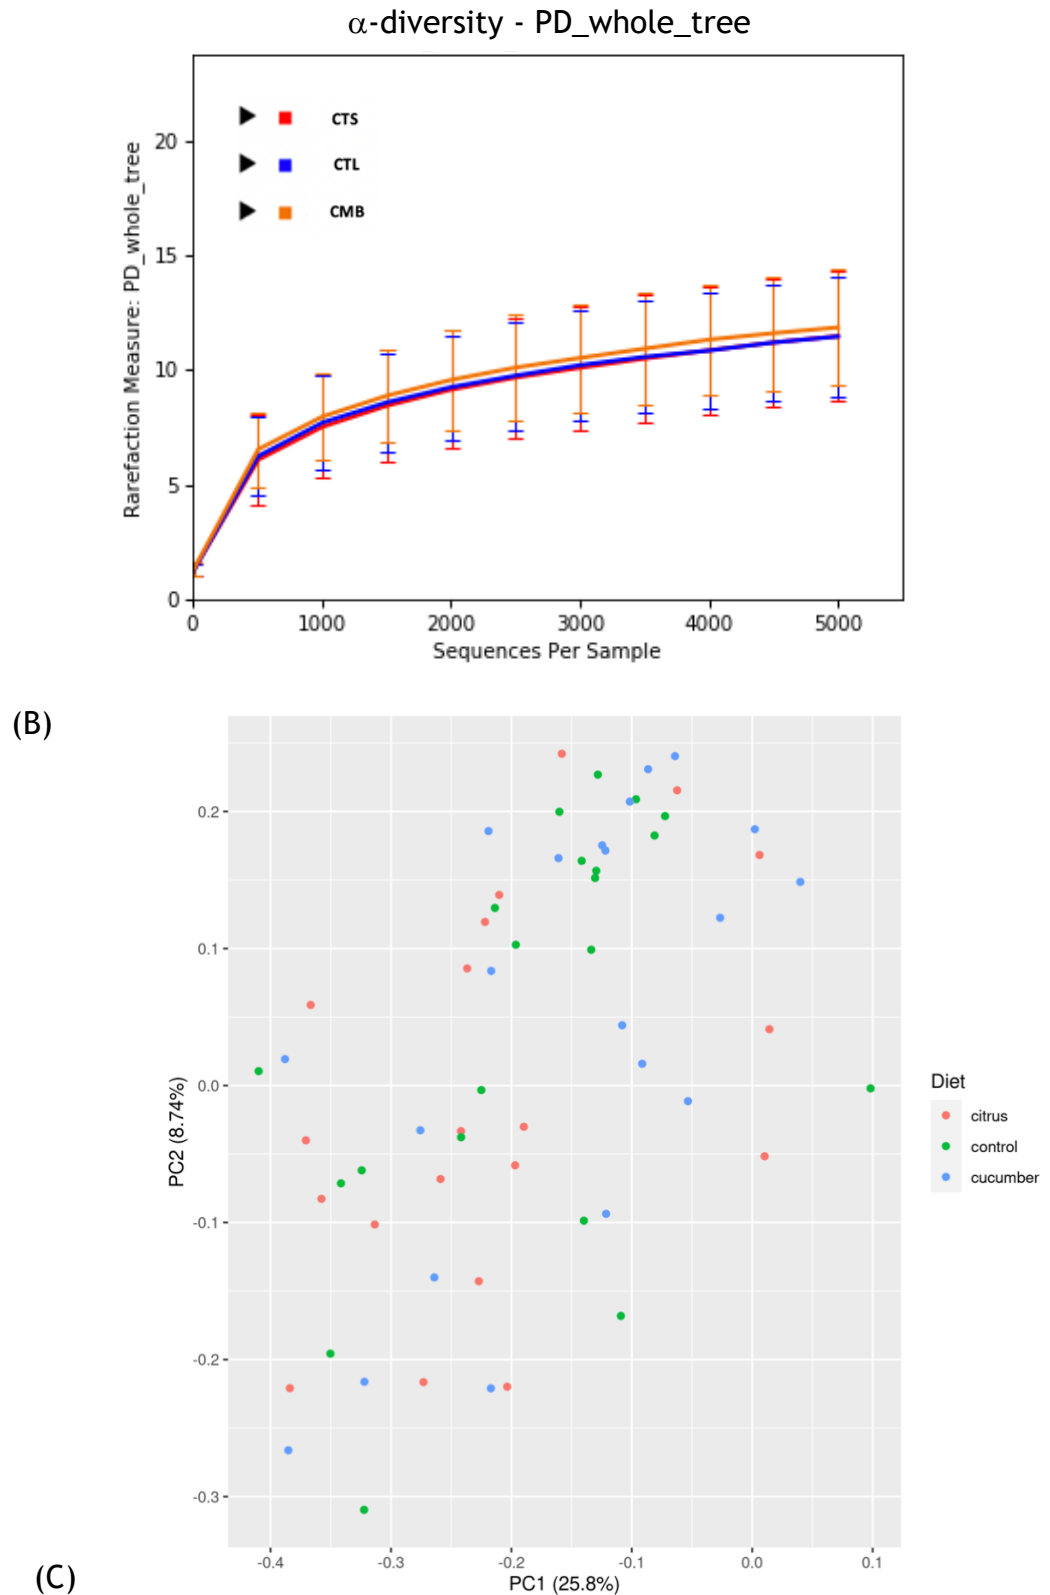 α-diversity - PD_whole_tree
Rarefaction Measure: PD_whole_tree
20
15
10
5
0
CTS
CTL
CMB
0 1000 2000 3000 4000 5000
Sequences Per Sample
(B)
PC2 (8.74%)
0.2
0.1
0.0
-0.1
-0.2
-0.3
Diet
citrus
control
cucumber
-0.4 -0.3 -0.2 -0.1 0.0 0.1
PC1 (25.8%)
(C)